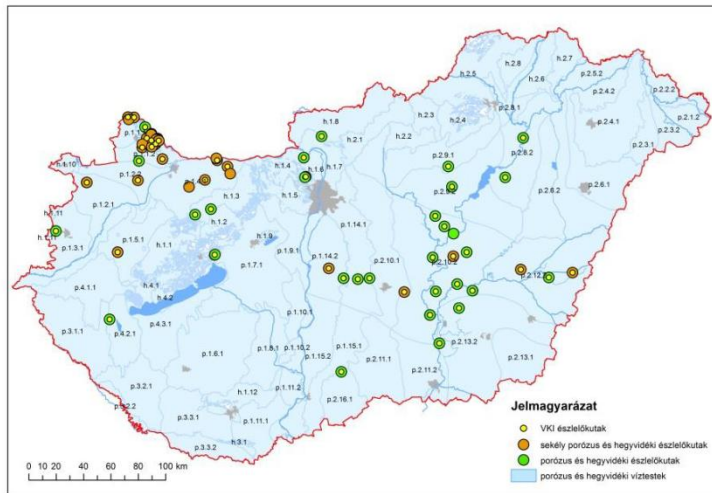 h.2.7
h.2.8
h.2.5
h.2.6
p.2.5.2
p.2.4.2
p.2.2.2
p.2.8.1
p.2.1.2
h.1.8
h.2.3
h.2.4
p.2.4.1
p.2.3.2
h.2.1
h.2.2
p.2.8.2
p.2.3.1
p.1.2.2
h.1.10
h.1.4
h.1.6
h.1.7
p.2.9.1
p.1.2.1
h.1.3
h.1.5
p.2.6.2
p.2.6.1
h.1.11
h.1.2
p.1.14.1
p.1.3.1
p.1.5.1
h.1.1
h.1.9
p.1.9.1
p.1.7.1
p.1.14.2
p.2.10.1
p.2.10.2
p.4.1.1
h.4.1
h.4.2
p.1.10.1
p.3.1.1
p.4.2.1
p.4.3.1
p.1.6.1
p.1.8.1
p.1.10.2
p.1.15.2
p.1.15.1
p.2.11.1
p.2.13.2
p.2.13.1
p.3.2.1
h.1.12
p.1.11.2
p.2.11.2
p.3.3.1
p.1.11.1
p.2.16.1
p.3.3.2
h.3.1
Jelmagyarázat
VKI észlelőkutak
sekély porózus és hegyvidéki észlelőkutak
porózus és hegyvidéki észlelőkutak
porózus és hegyvidéki víztestek
0 10 20 40 60 80 100 km